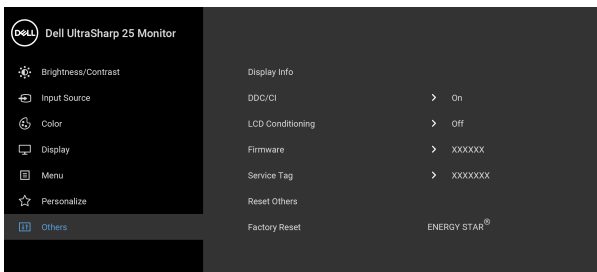 DELL Dell UltraSharp 25 Monitor
Brightness/Contrast
Input Source
Color
Display
Menu
Personalize
Others
Display Info
DDC/CI On
LCD Conditioning Off
Firmware XXXXXX
Service Tag XXXXXXX
Reset Others
Factory Reset ENERGY STAR®